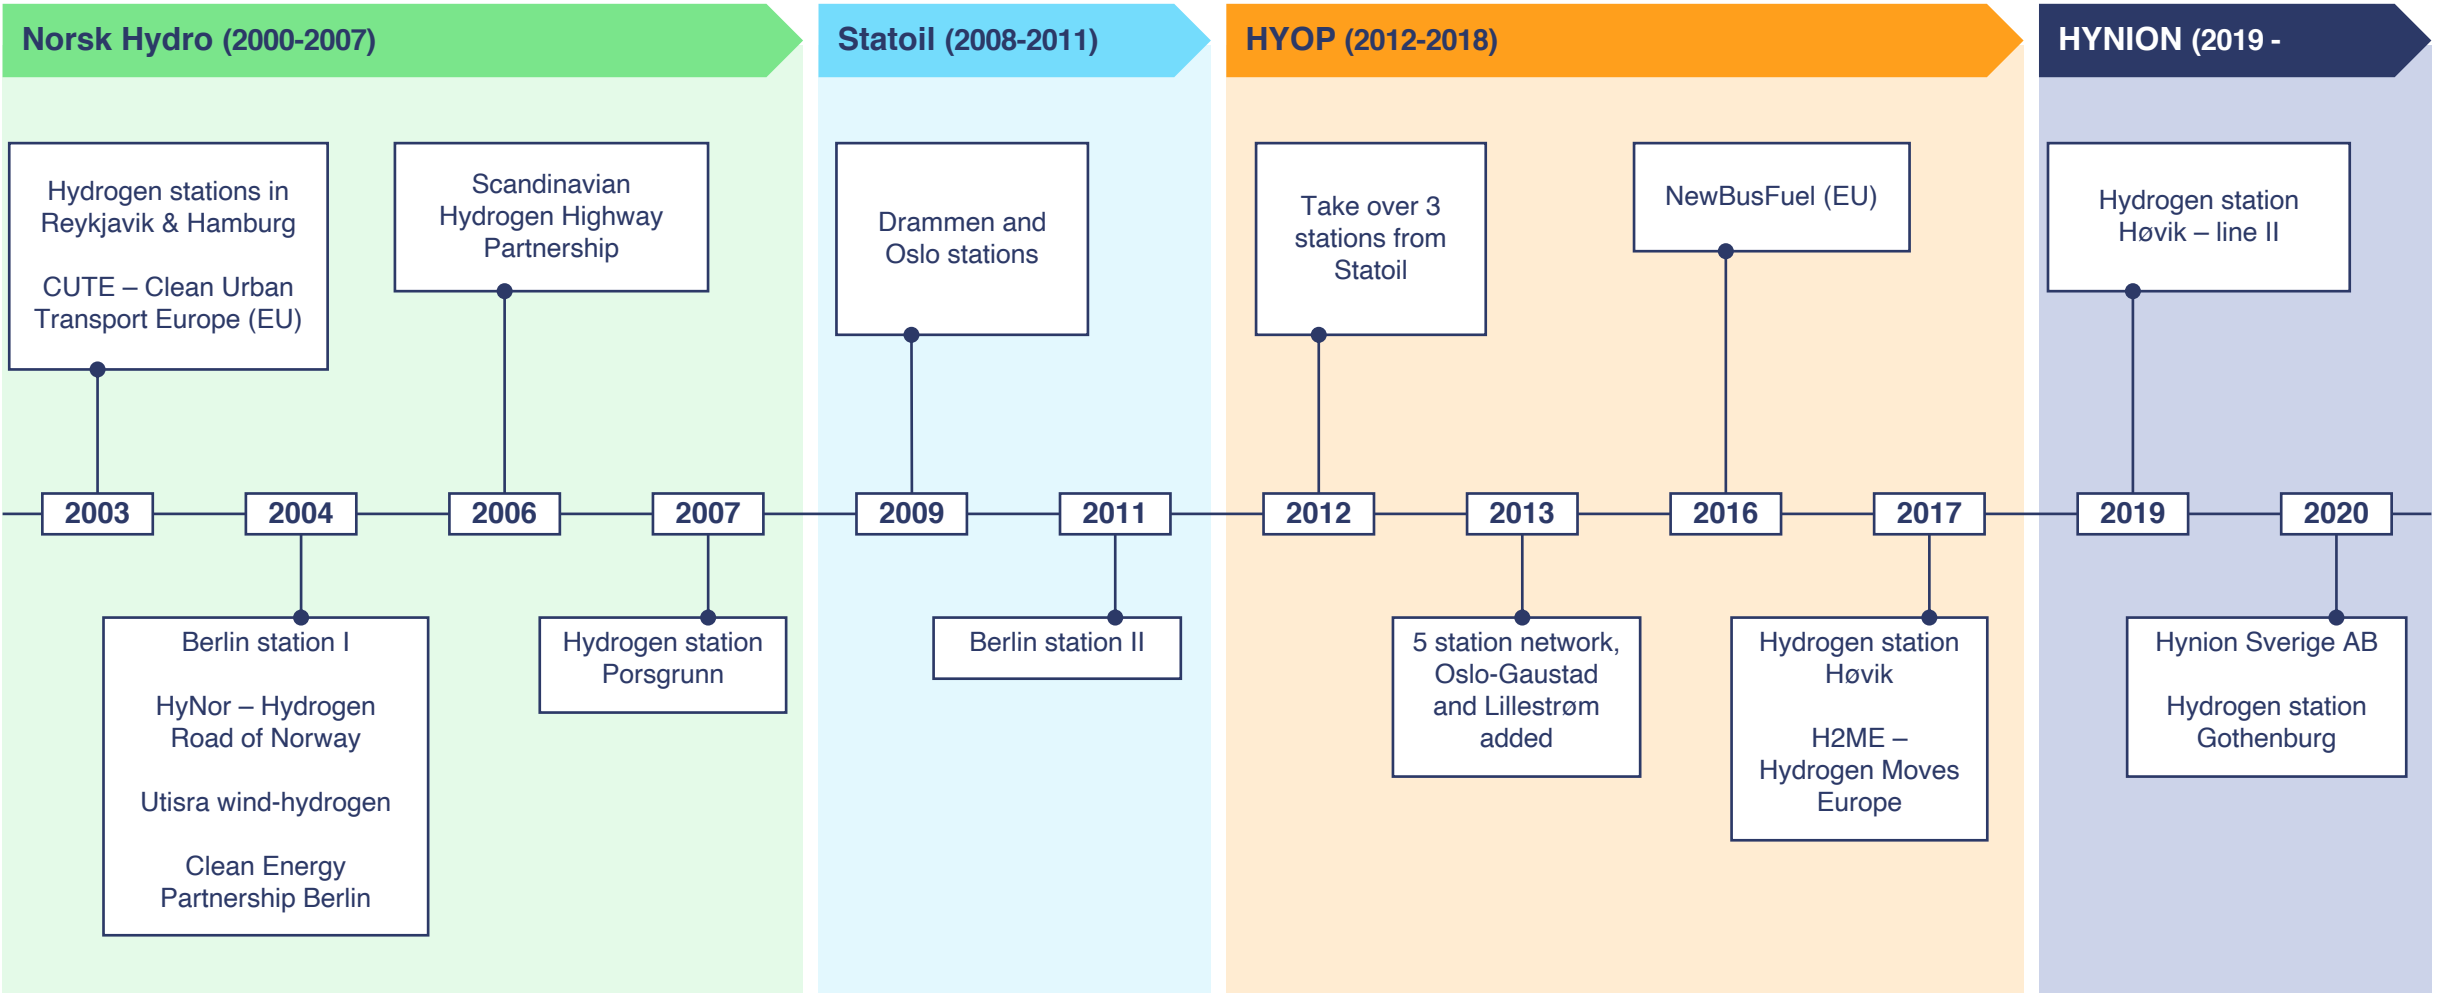 Norsk Hydro (2000-2007)
Statoil (2008-2011)
HYOP (2012-2018)
HYNION (2019 -
Hydrogen stations in
Reykjavik & Hamburg
CUTE – Clean Urban
Transport Europe (EU)
Scandinavian
Hydrogen Highway
Partnership
Drammen and
Oslo stations
Take over 3
stations from
Statoil
NewBusFuel (EU)
Hydrogen station
Høvik – line II
2003
2004
2006
2007
2009
2011
2012
2013
2016
2017
2019
2020
Berlin station I
HyNor – Hydrogen
Road of Norway
Utisra wind-hydrogen
Clean Energy
Partnership Berlin
Hydrogen station
Porsgrunn
Berlin station II
5 station network,
Oslo-Gaustad
and Lillestrøm
added
Hydrogen station
Høvik
H2ME –
Hydrogen Moves
Europe
Hynion Sverige AB
Hydrogen station
Gothenburg